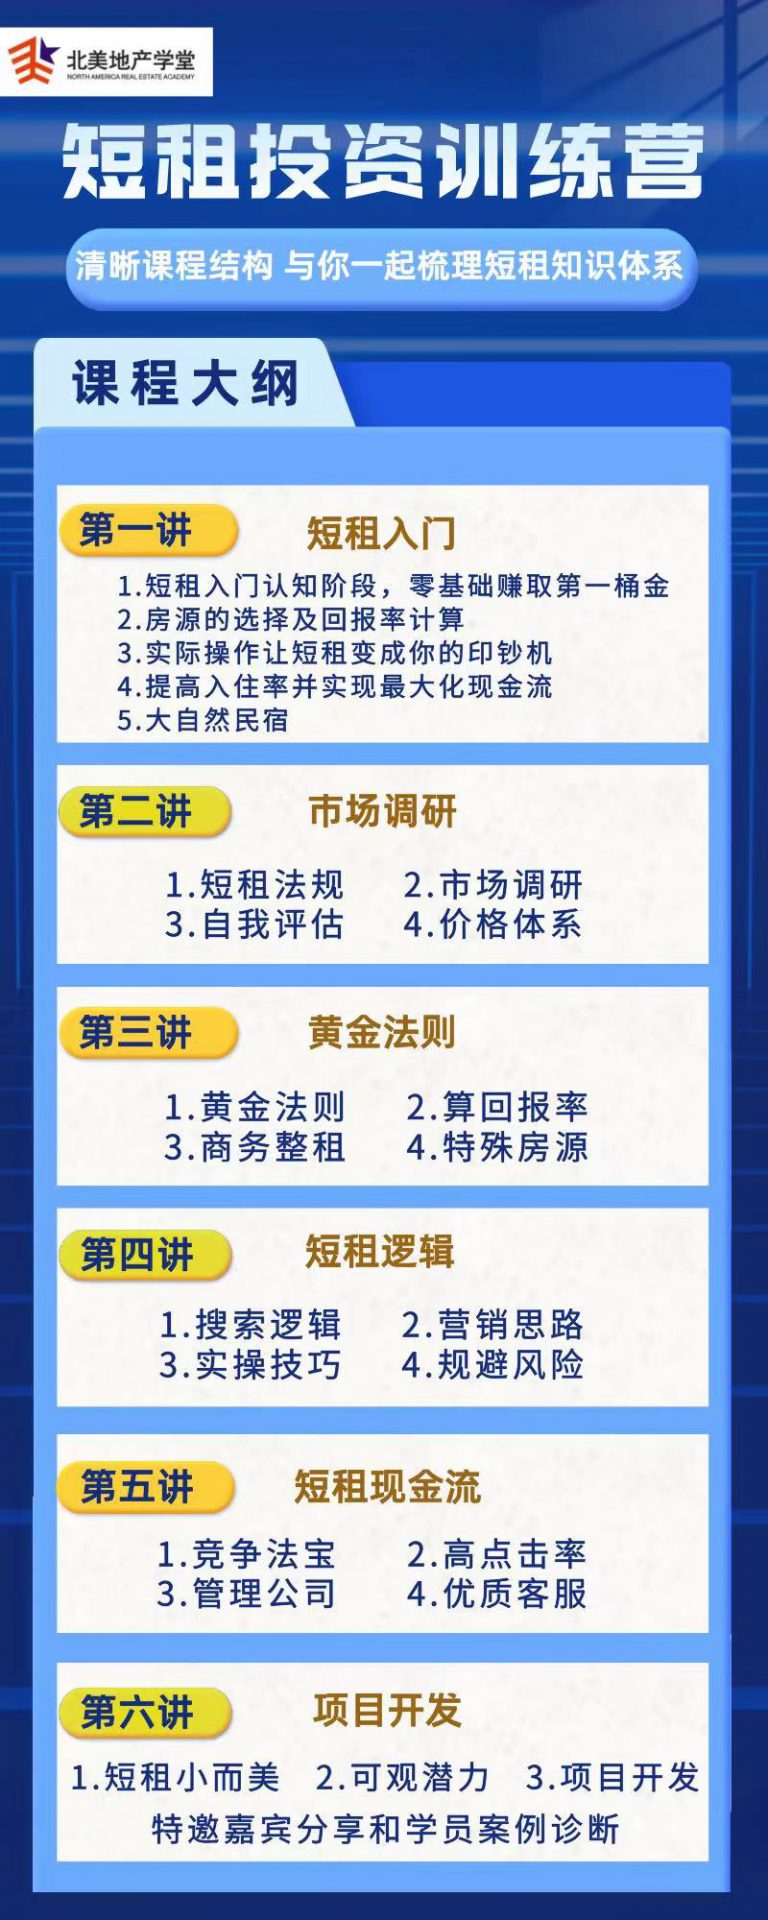 北美地产学堂
NORTH AMERICA REAL ESTATE ACADEMY
短租投资训练营
清晰课程结构 与你一起梳理短租知识体系
课程大纲
第一讲 短租入门
1.短租入门认知阶段，零基础赚取第一桶金
2.房源的选择及回报率计算
3.实际操作让短租变成你的印钞机
4.提高入住率并实现最大化现金流
5.大自然民宿
第二讲 市场调研
1.短租法规 2.市场调研
3.自我评估 4.价格体系
第三讲 黄金法则
1.黄金法则 2.算回报率
3.商务整租 4.特殊房源
第四讲 短租逻辑
1.搜索逻辑 2.营销思路
3.实操技巧 4.规避风险
第五讲 短租现金流
1.竞争法宝 2.高点击率
3.管理公司 4.优质客服
第六讲 项目开发
1.短租小而美 2.可观潜力 3.项目开发
特邀嘉宾分享和学员案例诊断